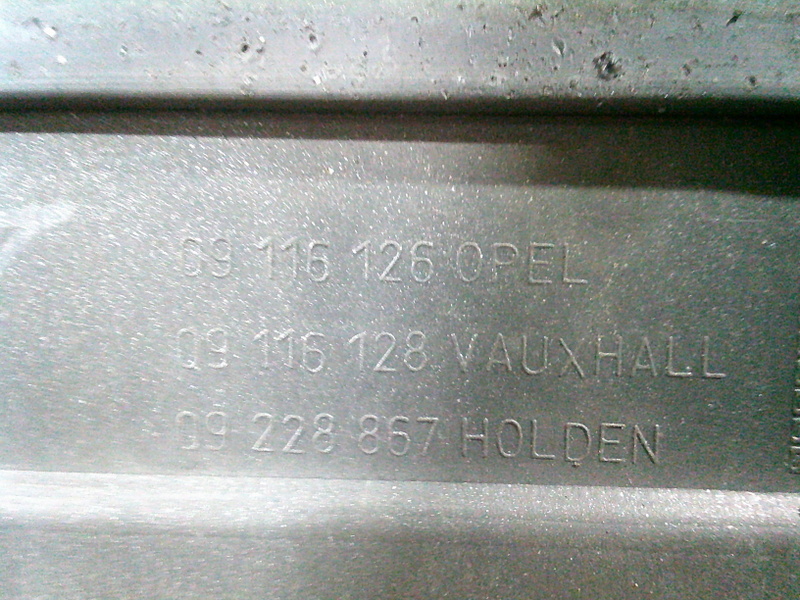 09 116 126 OPEL
09 116 128 VAUXHALL
09 228 867 HOLDEN